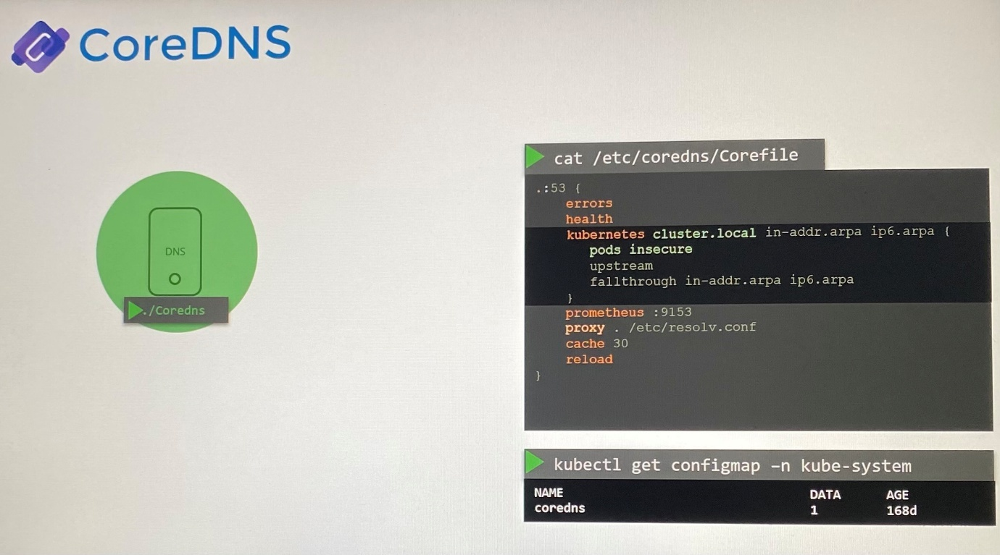 CoreDNS
DNS
./Coredns
cat /etc/coredns/Corefile
.:53 {
errors
health
kubernetes cluster.local in-addr.arpa ip6.arpa {
pods insecure
upstream
fallthrough in-addr.arpa ip6.arpa
}
prometheus :9153
proxy . /etc/resolv.conf
cache 30
reload
}
kubectl get configmap –n kube-system
NAME DATA AGE
coredns 1 168d